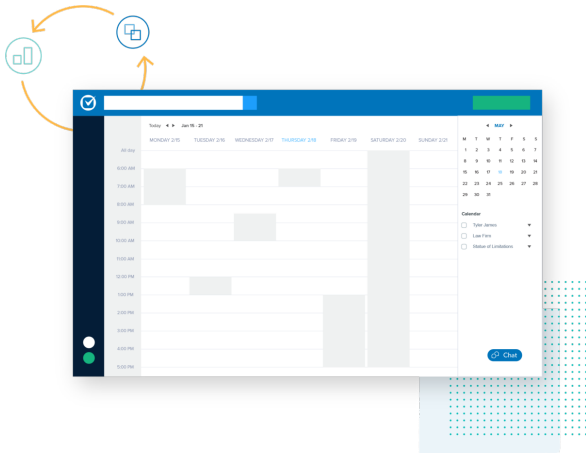 Today ◀ ▶ Jan 15 - 21
MONDAY 2/15 TUESDAY 2/16 WEDNESDAY 2/17 THURSDAY 2/18 FRIDAY 2/19 SATURDAY 2/20 SUNDAY 2/21
All day
6:00 AM
7:00 AM
8:00 AM
9:00 AM
10:00 AM
11:00 AM
12:00 PM
1:00 PM
2:00 PM
3:00 PM
4:00 PM
5:00 PM
◀ MAY ▶
M T W T F S S
1 2 3 4 5 6 7
8 9 10 11 12 13 14
15 16 17 18 19 20 21
22 23 24 25 26 27 28
29 30 31
Calendar
Tyler James
Law Firm
Statue of Limitations
Chat